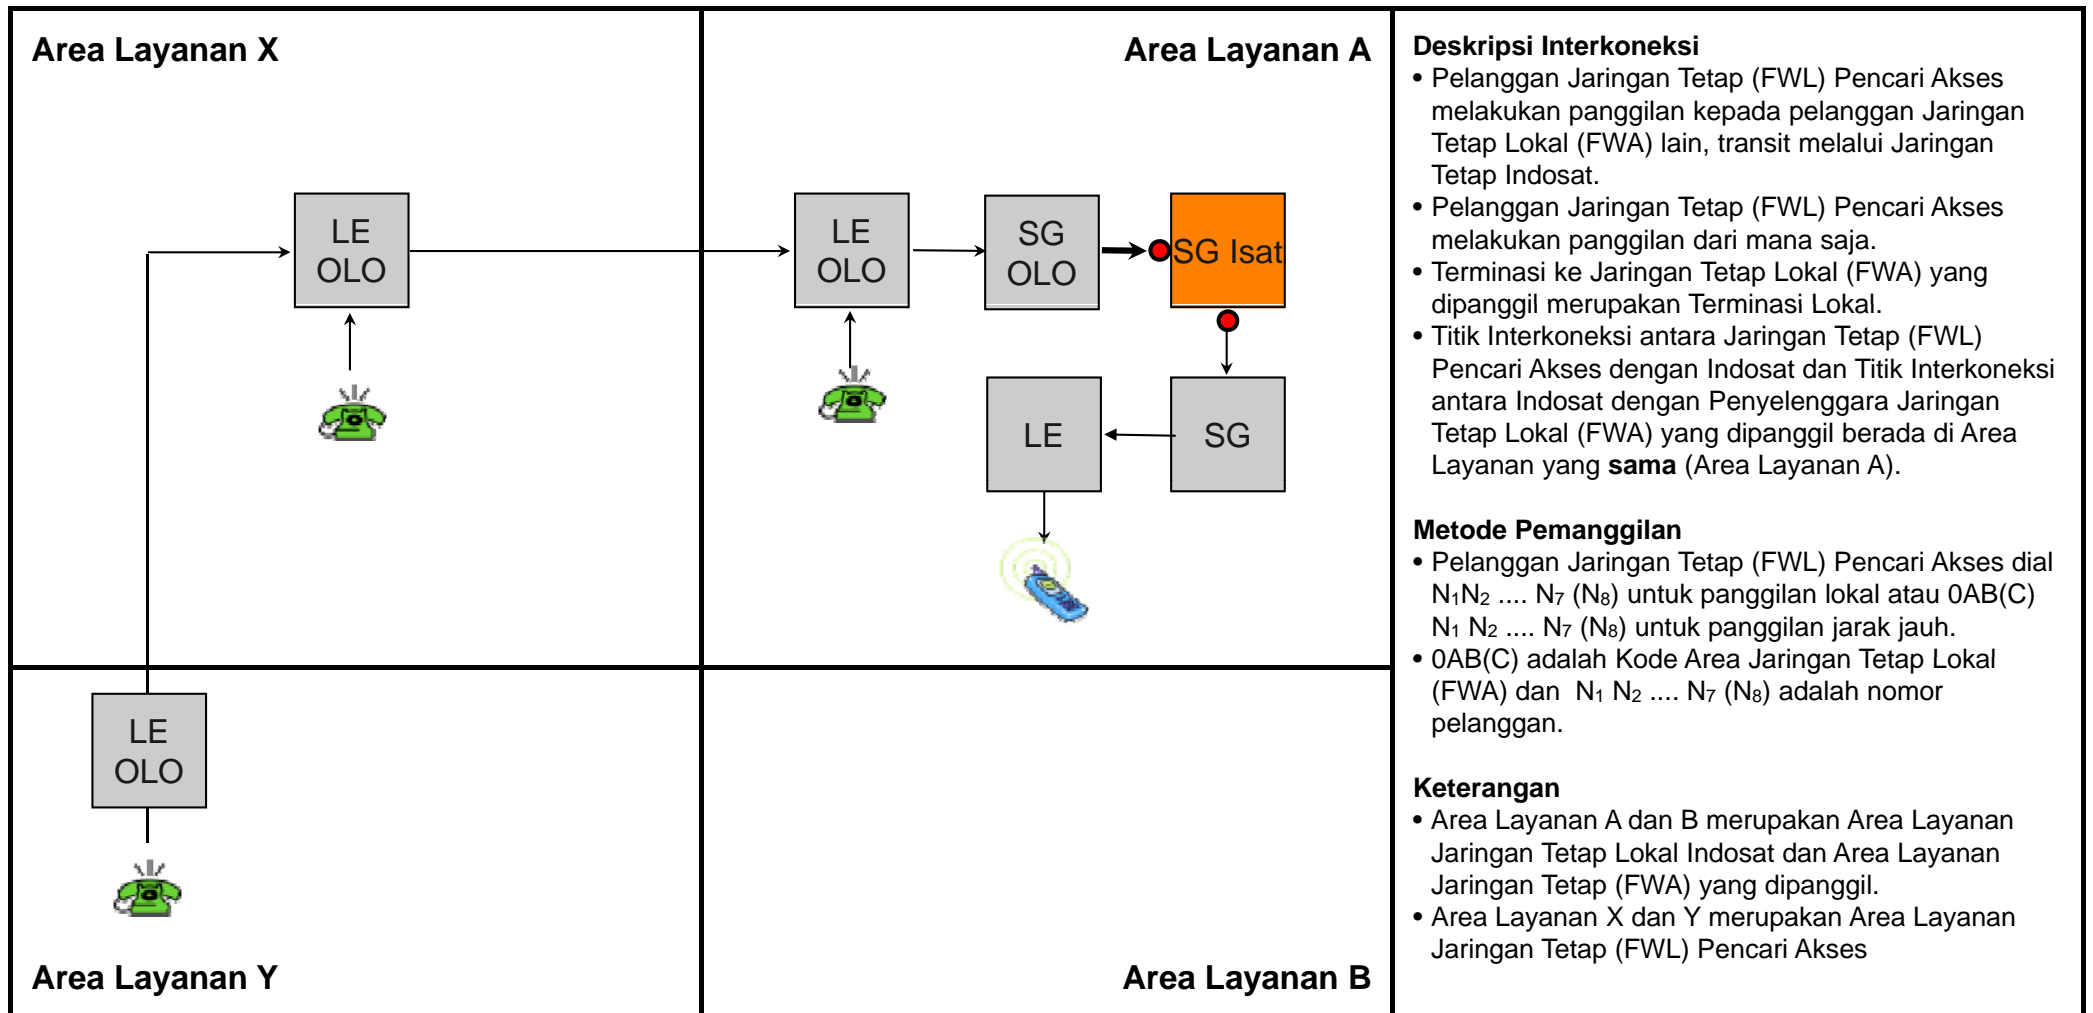 Area Layanan X
Area Layanan A
LE
OLO
LE
OLO
SG
OLO
SG Isat
LE
SG
LE
OLO
Area Layanan Y
Area Layanan B
Deskripsi Interkoneksi
• Pelanggan Jaringan Tetap (FWL) Pencari Akses
melakukan panggilan kepada pelanggan Jaringan
Tetap Lokal (FWA) lain, transit melalui Jaringan
Tetap Indosat.
• Pelanggan Jaringan Tetap (FWL) Pencari Akses
melakukan panggilan dari mana saja.
• Terminasi ke Jaringan Tetap Lokal (FWA) yang
dipanggil merupakan Terminasi Lokal.
• Titik Interkoneksi antara Jaringan Tetap (FWL)
Pencari Akses dengan Indosat dan Titik Interkoneksi
antara Indosat dengan Penyelenggara Jaringan
Tetap Lokal (FWA) yang dipanggil berada di Area
Layanan yang sama (Area Layanan A).
Metode Pemanggilan
• Pelanggan Jaringan Tetap (FWL) Pencari Akses dial
N₁N₂ .... N₇ (N₈) untuk panggilan lokal atau 0AB(C)
N₁ N₂ .... N₇ (N₈) untuk panggilan jarak jauh.
• 0AB(C) adalah Kode Area Jaringan Tetap Lokal
(FWA) dan N₁ N₂ .... N₇ (N₈) adalah nomor
pelanggan.
Keterangan
• Area Layanan A dan B merupakan Area Layanan
Jaringan Tetap Lokal Indosat dan Area Layanan
Jaringan Tetap (FWA) yang dipanggil.
• Area Layanan X dan Y merupakan Area Layanan
Jaringan Tetap (FWL) Pencari Akses